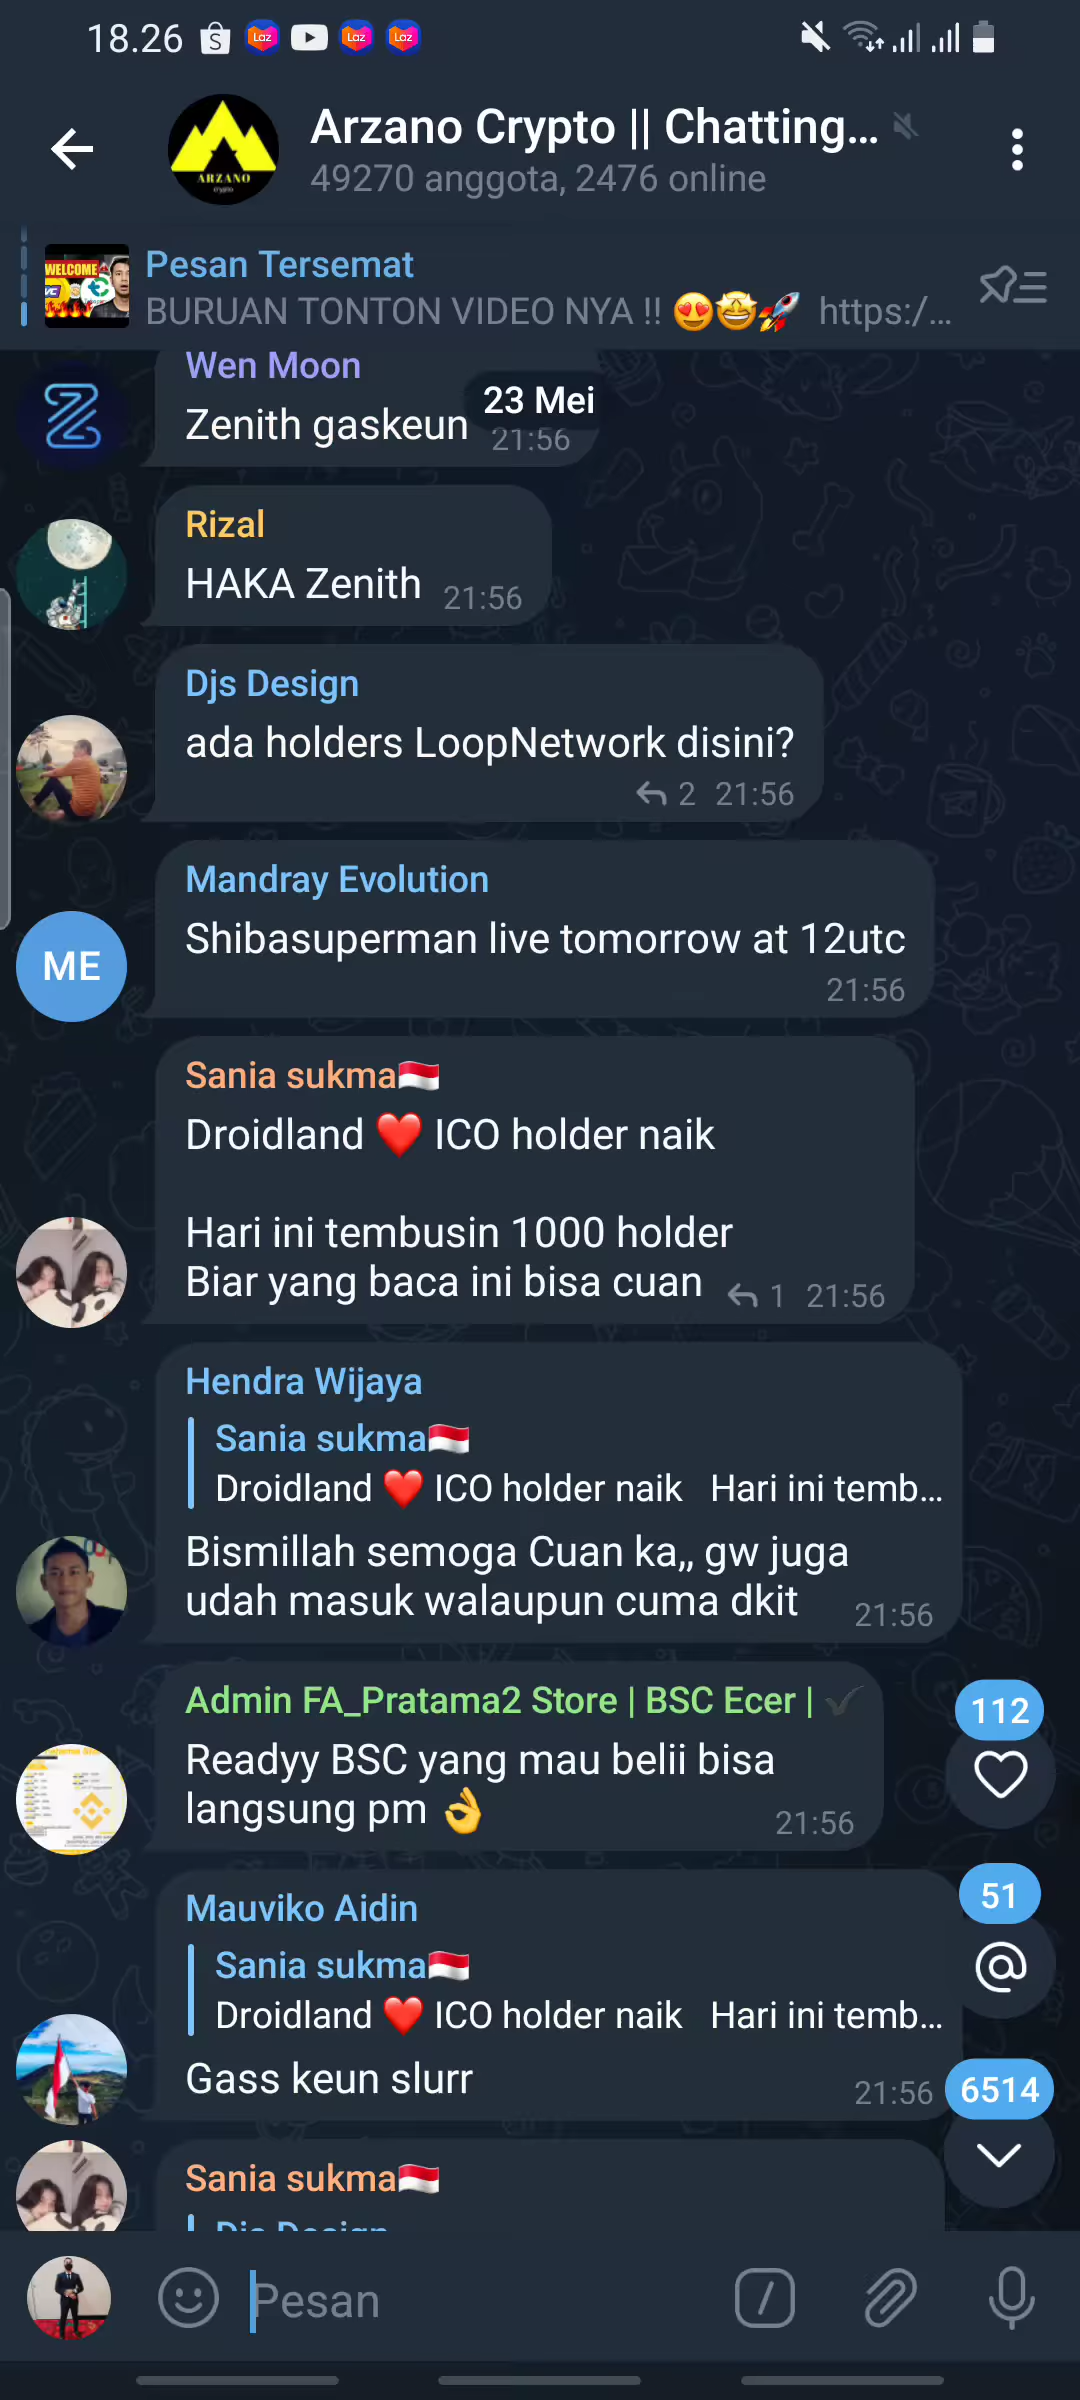 18.26
Arzano Crypto || Chatting...
49270 anggota, 2476 online
ARZANO
crypto
WELCOME
Pesan Tersemat
BURUAN TONTON VIDEO NYA !! 😍🤩🚀 https:/...
Wen Moon
23 Mei
Zenith gaskeun 21:56
Rizal
HAKA Zenith 21:56
Djs Design
ada holders LoopNetwork disini?
2 21:56
Mandray Evolution
ME
Shibasuperman live tomorrow at 12utc
21:56
Sania sukma🇮🇩
Droidland ❤️ ICO holder naik
Hari ini tembusin 1000 holder
Biar yang baca ini bisa cuan 1 21:56
Hendra Wijaya
Sania sukma🇮🇩
Droidland ❤️ ICO holder naik Hari ini temb...
Bismillah semoga Cuan ka,, gw juga
udah masuk walaupun cuma dkit 21:56
Admin FA_Pratama2 Store | BSC Ecer | ✔
112
Readyy BSC yang mau belii bisa
langsung pm 👌 21:56
51
Mauviko Aidin
Sania sukma🇮🇩
Droidland ❤️ ICO holder naik Hari ini temb...
Gass keun slurr 21:56
6514
Sania sukma🇮🇩
Djs Design
Pesan